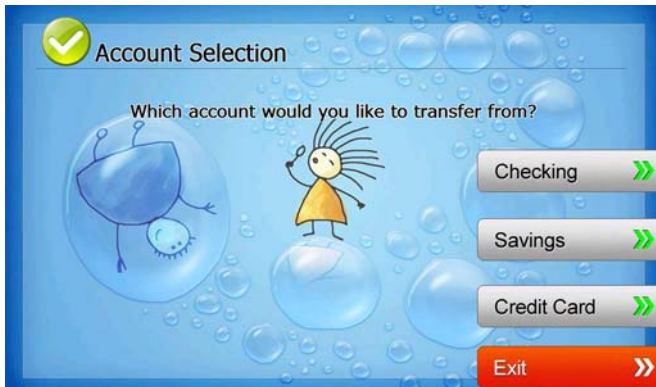 Account Selection
Which account would you like to transfer from?
Checking
Savings
Credit Card
Exit